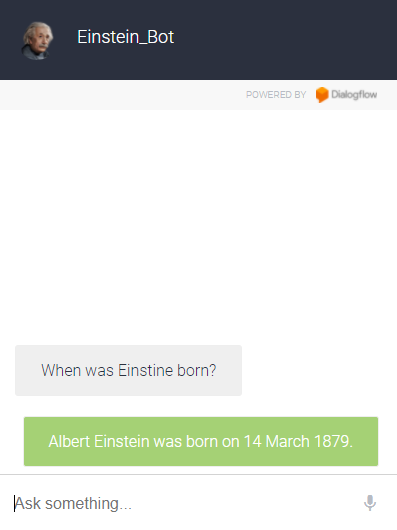 Einstein_Bot
POWERED BY Dialogflow
When was Einstine born?
Albert Einstein was born on 14 March 1879.
Ask something...